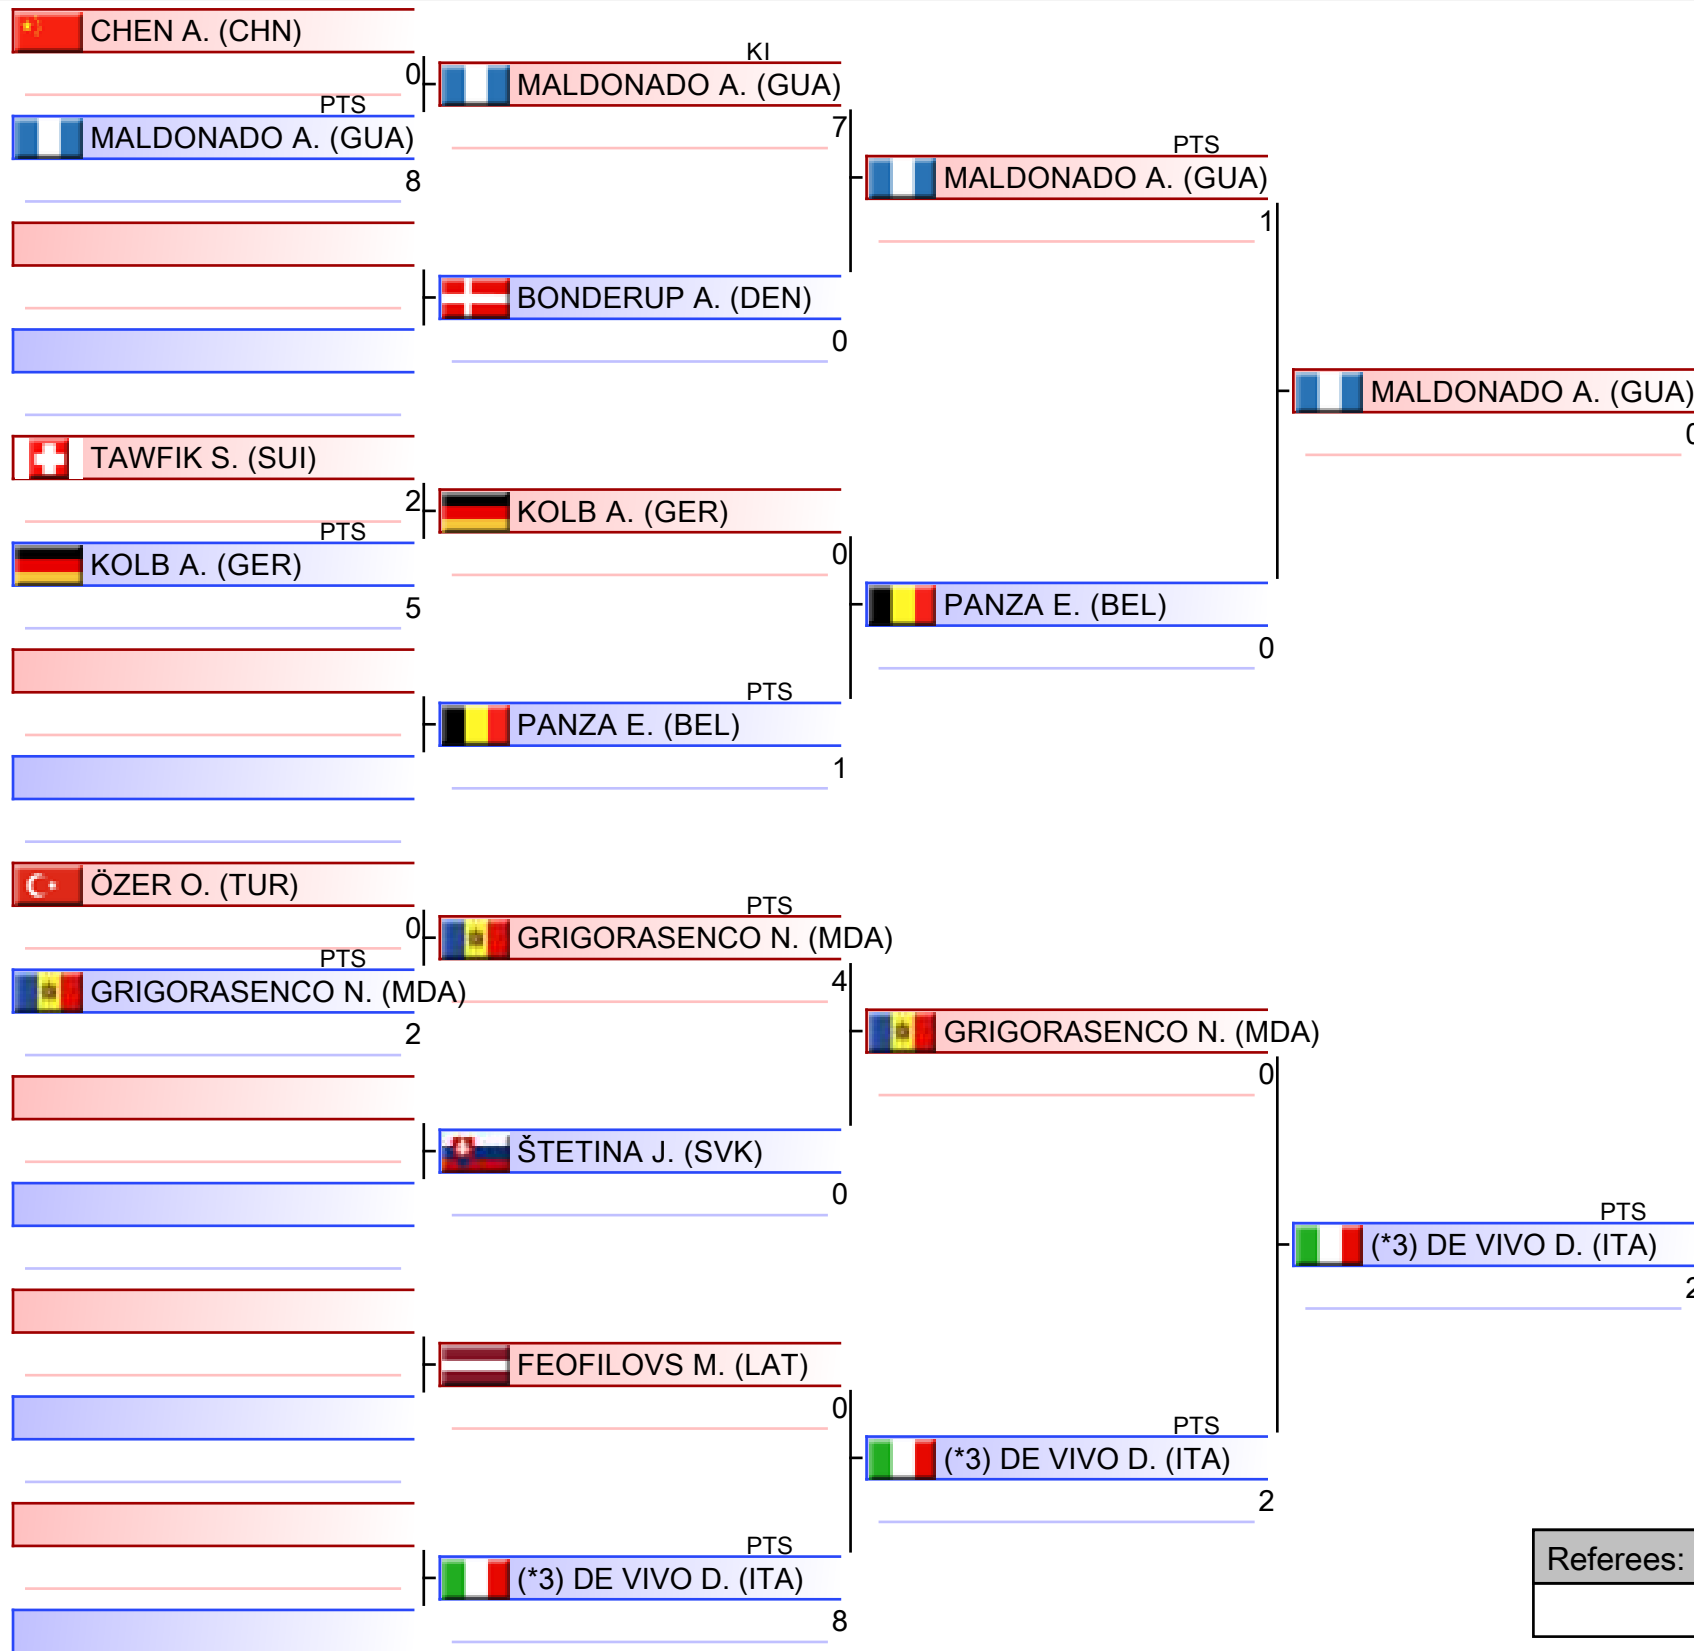 CHEN A. (CHN)
0
PTS
MALDONADO A. (GUA)
8
TAWFIK S. (SUI)
2
PTS
KOLB A. (GER)
5
ÖZER O. (TUR)
0
PTS
GRIGORASENCO N. (MDA)
2
KI
MALDONADO A. (GUA)
7
BONDERUP A. (DEN)
0
KOLB A. (GER)
0
PTS
PANZA E. (BEL)
1
PTS
GRIGORASENCO N. (MDA)
4
ŠTETINA J. (SVK)
0
FEOFILOVS M. (LAT)
0
PTS
(*3) DE VIVO D. (ITA)
8
PTS
MALDONADO A. (GUA)
1
PANZA E. (BEL)
0
GRIGORASENCO N. (MDA)
0
PTS
(*3) DE VIVO D. (ITA)
2
MALDONADO A. (GUA)
0
PTS
(*3) DE VIVO D. (ITA)
2
Referees: